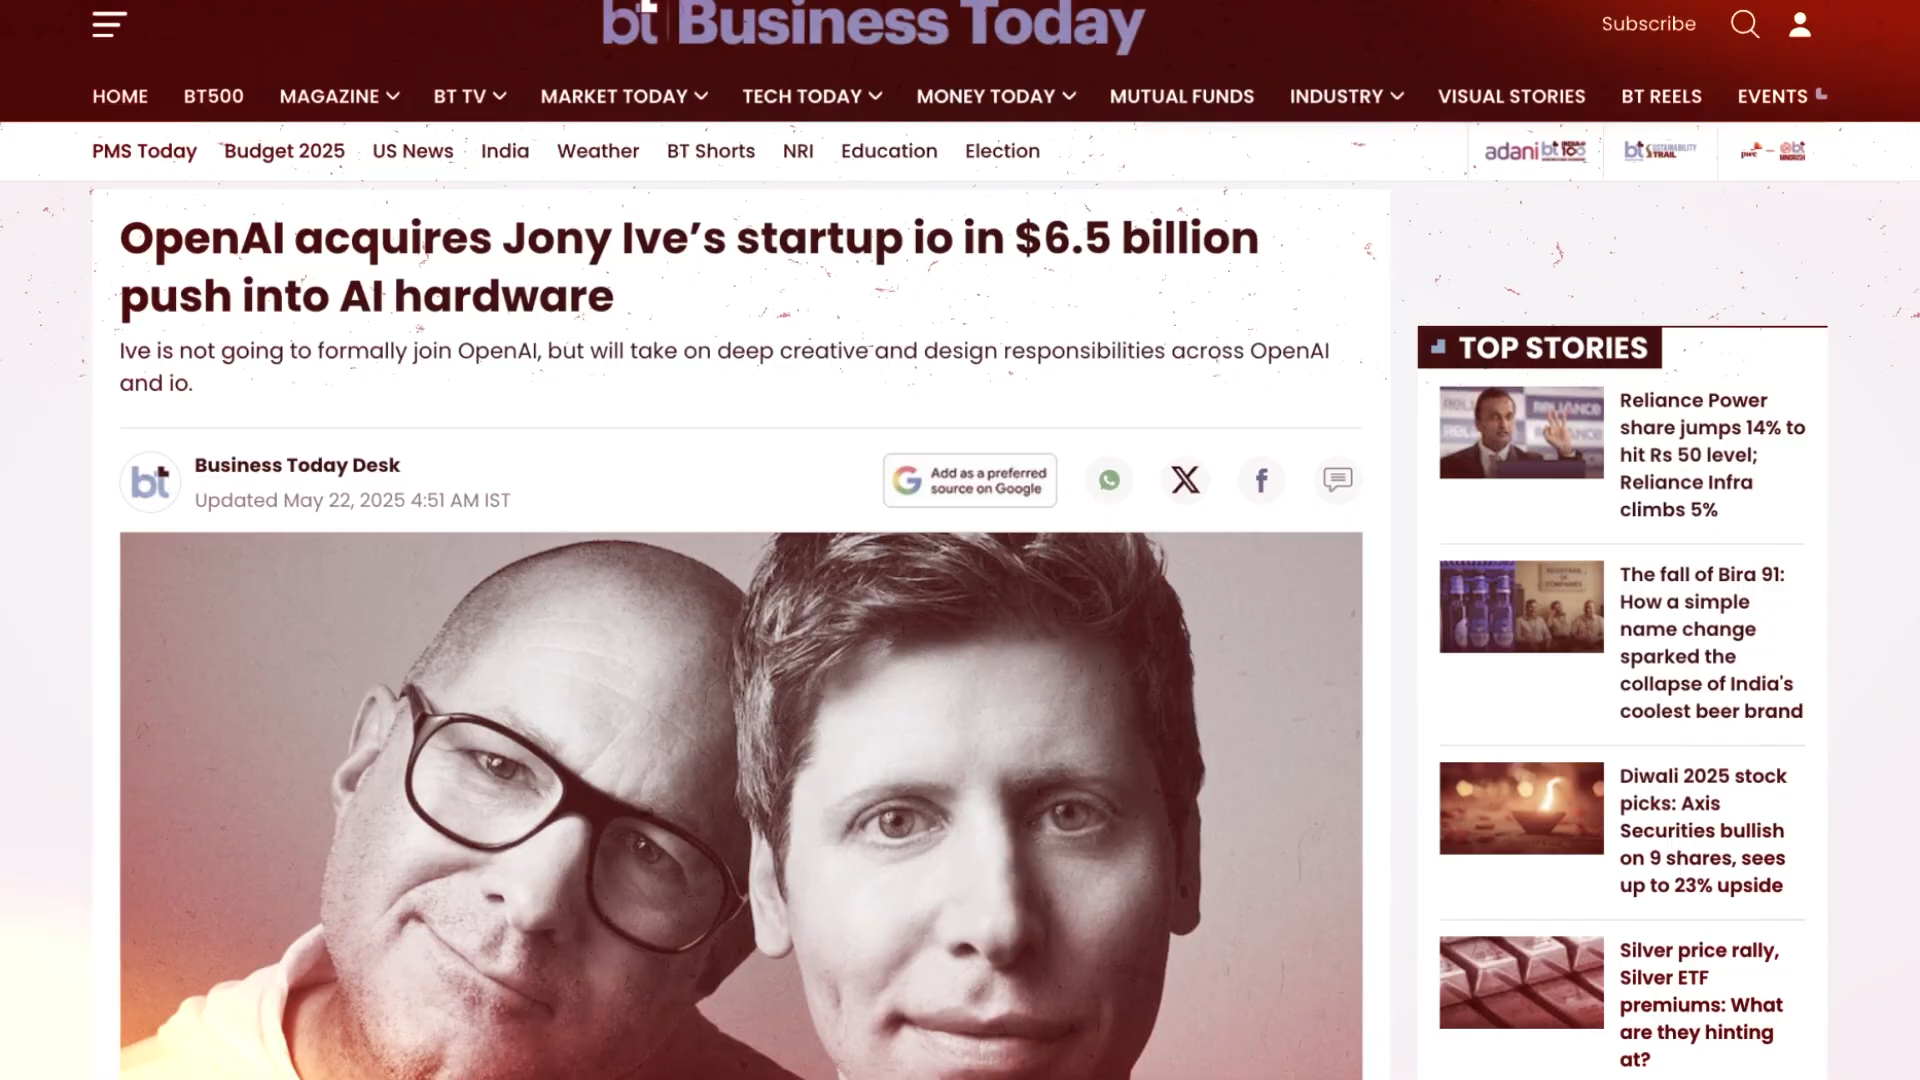 bt Business Today
Subscribe
HOME BT500 MAGAZINE BT TV MARKET TODAY TECH TODAY MONEY TODAY MUTUAL FUNDS INDUSTRY VISUAL STORIES BT REELS EVENTS
PMS Today Budget 2025 US News India Weather BT Shorts NRI Education Election
adani bt
bt
pwc bt
OpenAI acquires Jony Ive’s startup io in $6.5 billion
push into AI hardware
Ive is not going to formally join OpenAI, but will take on deep creative and design responsibilities across OpenAI
and io.
bt
Business Today Desk
Updated May 22, 2025 4:51 AM IST
Add as a preferred
source on Google
TOP STORIES
RELIANCE
Reliance Power
share jumps 14% to
hit Rs 50 level;
Reliance Infra
climbs 5%
The fall of Bira 91:
How a simple
name change
sparked the
collapse of India's
coolest beer brand
Diwali 2025 stock
picks: Axis
Securities bullish
on 9 shares, sees
up to 23% upside
Silver price rally,
Silver ETF
premiums: What
are they hinting
at?